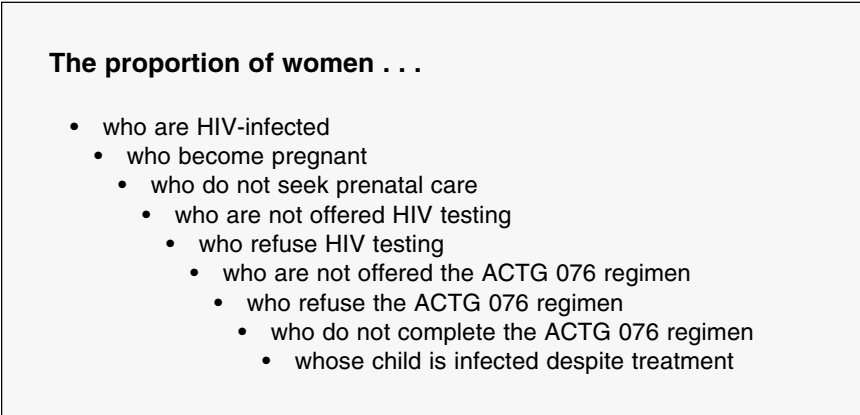 The proportion of women . . .
• who are HIV-infected
• who become pregnant
• who do not seek prenatal care
• who are not offered HIV testing
• who refuse HIV testing
• who are not offered the ACTG 076 regimen
• who refuse the ACTG 076 regimen
• who do not complete the ACTG 076 regimen
• whose child is infected despite treatment